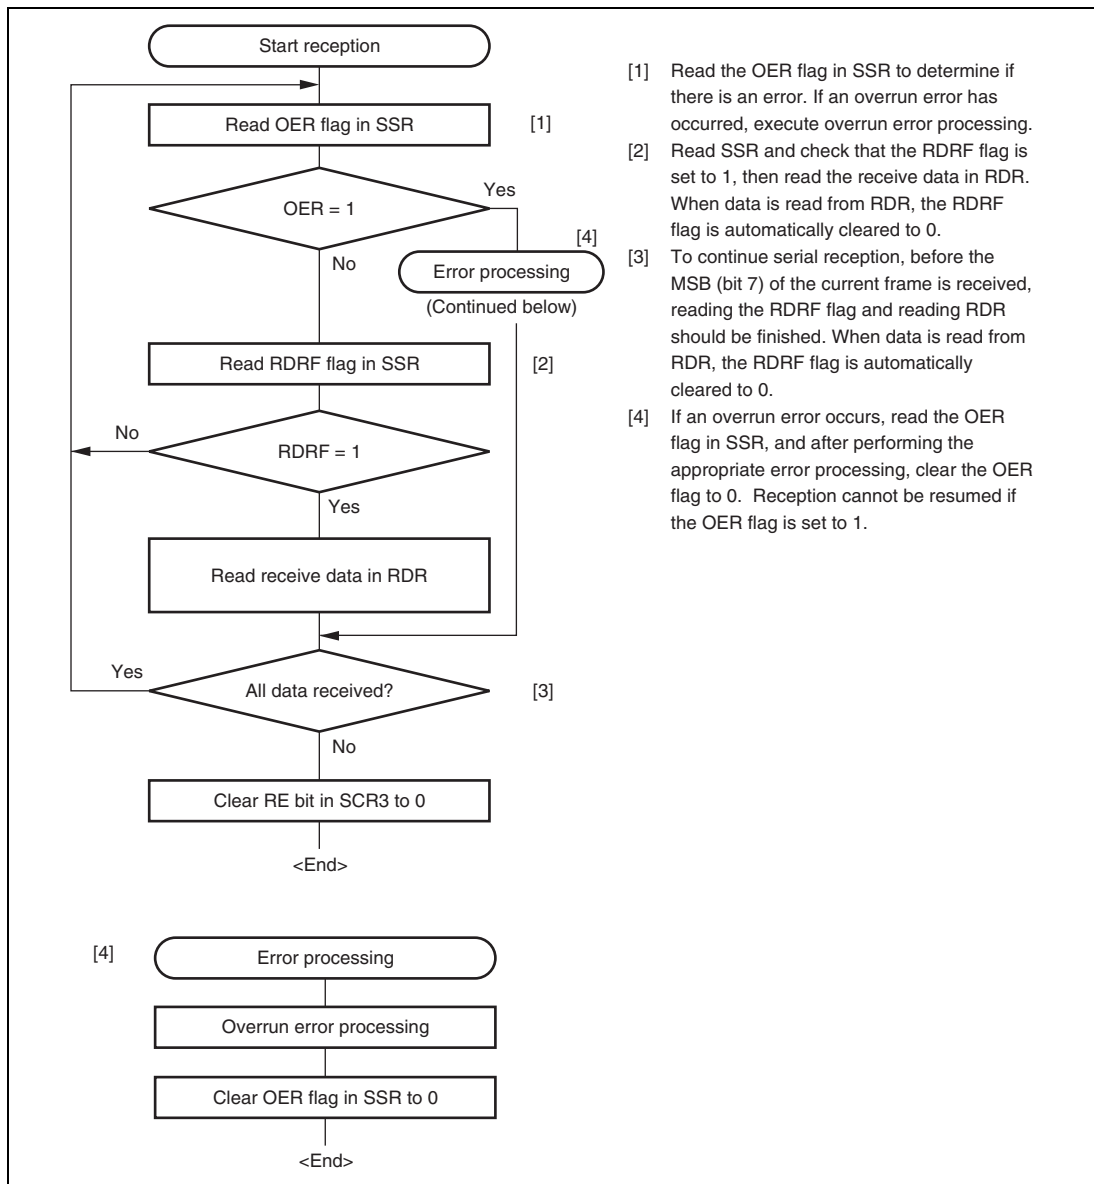 Start reception
Read OER flag in SSR
[1]
OER = 1
Yes
No
[4]
Error processing
(Continued below)
Read RDRF flag in SSR
[2]
No
RDRF = 1
Yes
Read receive data in RDR
Yes
All data received?
[3]
No
Clear RE bit in SCR3 to 0
<End>
[4]
Error processing
Overrun error processing
Clear OER flag in SSR to 0
<End>
[1] Read the OER flag in SSR to determine if
there is an error. If an overrun error has
occurred, execute overrun error processing.
[2] Read SSR and check that the RDRF flag is
set to 1, then read the receive data in RDR.
When data is read from RDR, the RDRF
flag is automatically cleared to 0.
[3] To continue serial reception, before the
MSB (bit 7) of the current frame is received,
reading the RDRF flag and reading RDR
should be finished. When data is read from
RDR, the RDRF flag is automatically
cleared to 0.
[4] If an overrun error occurs, read the OER
flag in SSR, and after performing the
appropriate error processing, clear the OER
flag to 0. Reception cannot be resumed if
the OER flag is set to 1.